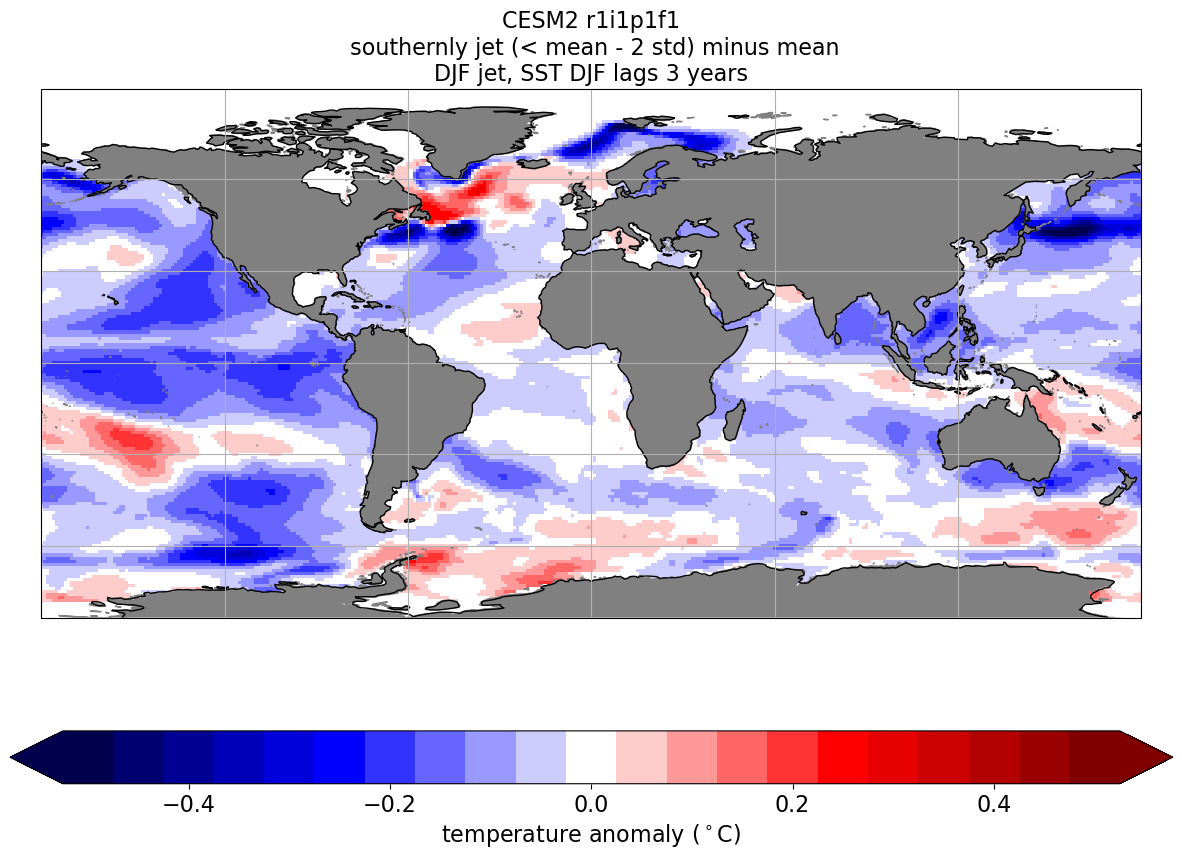 CESM2 r1i1p1f1
southernly jet (< mean - 2 std) minus mean
DJF jet, SST DJF lags 3 years
−0.4 −0.2 0.0 0.2 0.4
temperature anomaly (∘C)